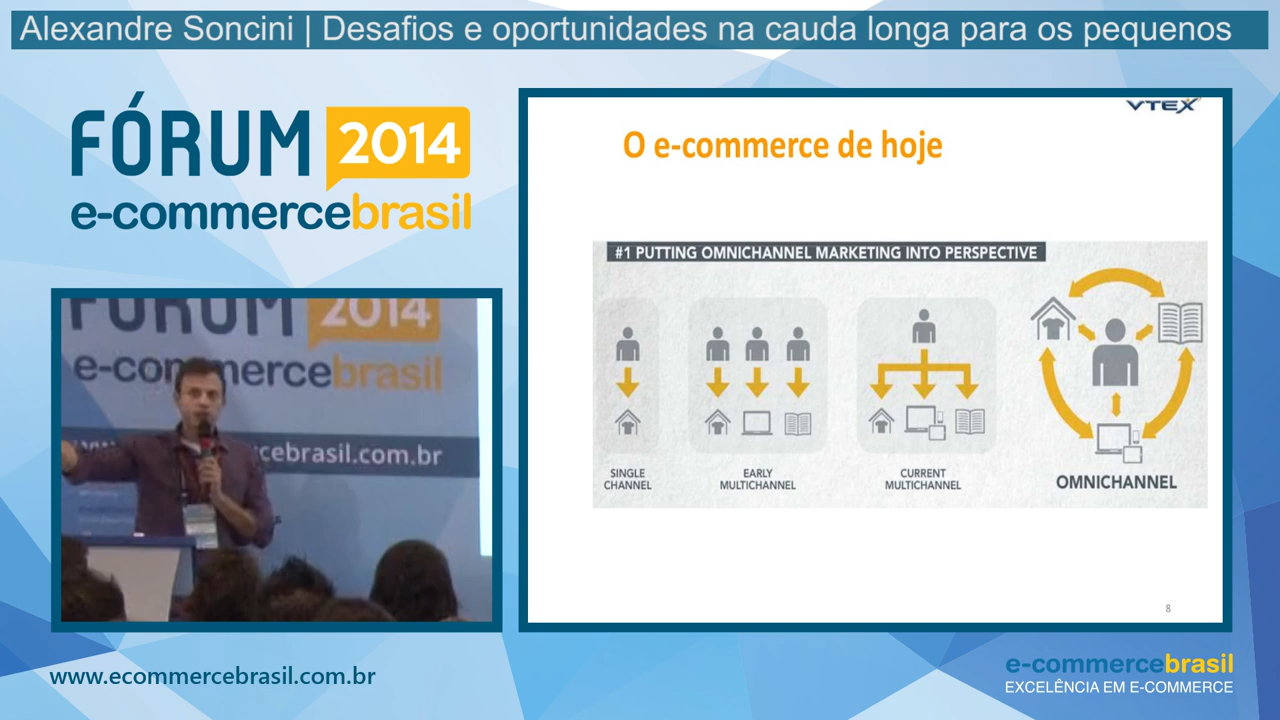 Alexandre Soncini | Desafios e oportunidades na cauda longa para os pequenos
FÓRUM 2014
e-commercebrasil
VTEX
O e-commerce de hoje
#1 PUTTING OMNICHANNEL MARKETING INTO PERSPECTIVE
SINGLE
CHANNEL
EARLY
MULTICHANNEL
CURRENT
MULTICHANNEL
OMNICHANNEL
8
FÓRUM 2014
e-commercebrasil
cebrasil.com.br
www.ecommercebrasil.com.br
e-commercebrasil
EXCELÊNCIA EM E-COMMERCE